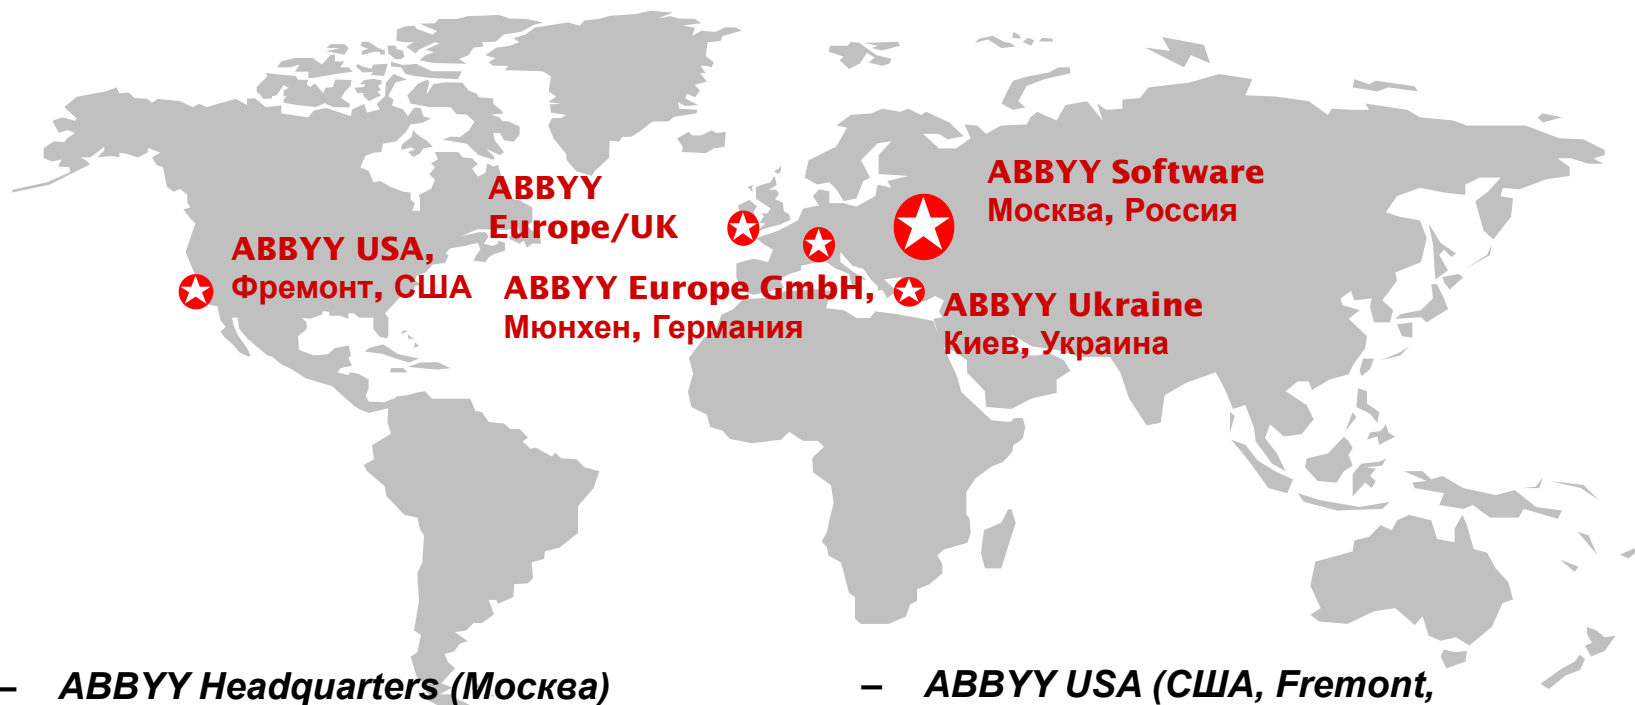 ABBYY Software
Москва, Россия
ABBYY
Europe/UK
ABBYY USA,
Фремонт, США
ABBYY Europe GmbH,
Мюнхен, Германия
ABBYY Ukraine
Киев, Украина
– ABBYY Headquarters (Москва)
– ABBYY USA (США, Fremont,